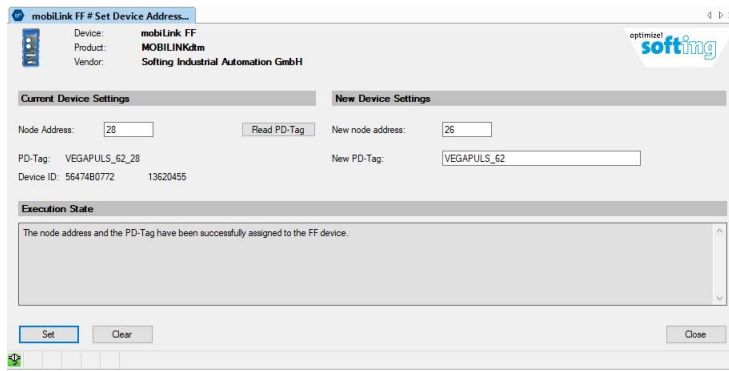 mobiLink FF # Set Device Address...
Device: mobiLink FF
Product: MOBILINKdtm
Vendor: Softing Industrial Automation GmbH
optimize!
softing
Current Device Settings
New Device Settings
Node Address: 28 Read PD-Tag
New node address: 26
PD-Tag: VEGAPULS_62_28
New PD-Tag: VEGAPULS_62
Device ID: 56474B0772 13620455
Execution State
The node address and the PD-Tag have been successfully assigned to the FF device.
Set Clear Close